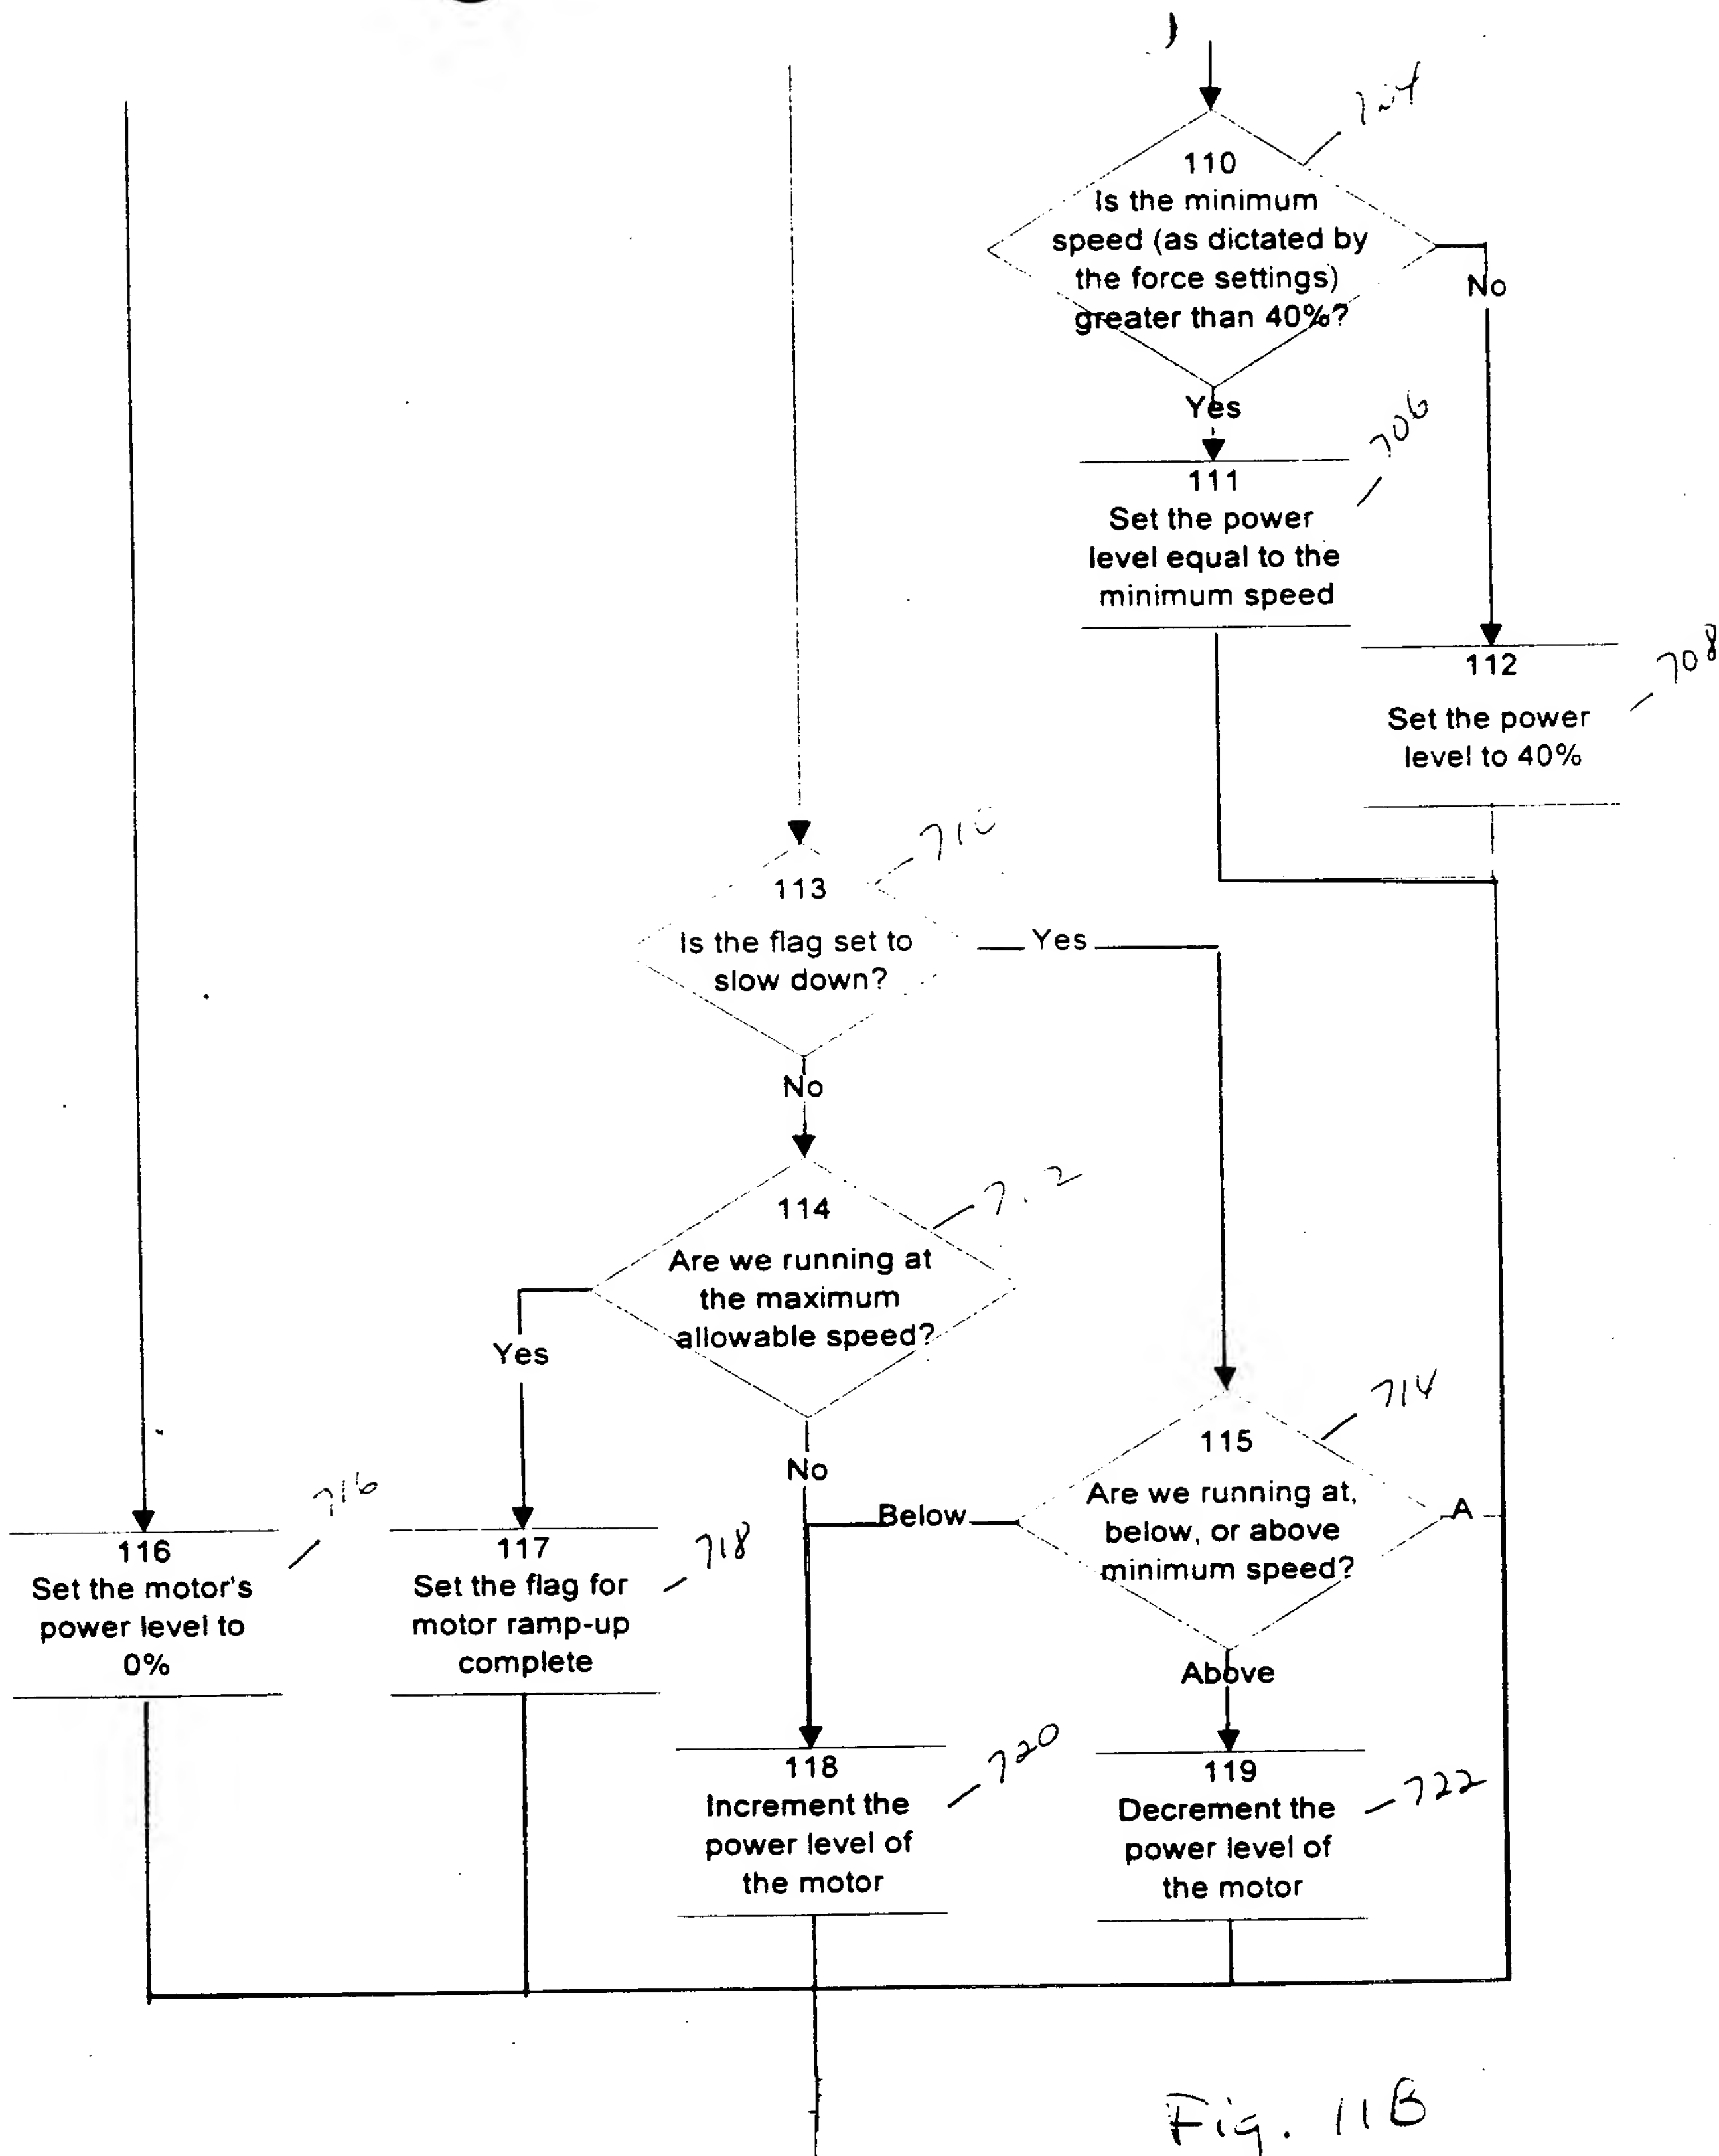 110
Is the minimum
speed (as dictated by
the force settings)
greater than 40%?
No
Yes
706
111
Set the power
level equal to the
minimum speed
708
112
Set the power
level to 40%
710
113
Is the flag set to
slow down?
Yes
No
114
Are we running at
the maximum
allowable speed?
Yes
No
714
115
Are we running at,
below, or above
minimum speed?
Below
A
Above
716
116
Set the motor's
power level to
0%
718
117
Set the flag for
motor ramp-up
complete
720
118
Increment the
power level of
the motor
722
119
Decrement the
power level of
the motor
Fig. 11B